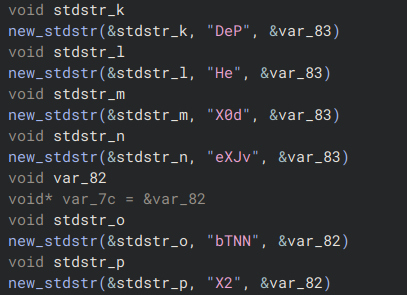 void stdstr_k
new_stdstr(&stdstr_k, "DeP", &var_83)
void stdstr_l
new_stdstr(&stdstr_l, "He", &var_83)
void stdstr_m
new_stdstr(&stdstr_m, "X0d", &var_83)
void stdstr_n
new_stdstr(&stdstr_n, "eXJv", &var_83)
void var_82
void* var_7c = &var_82
void stdstr_o
new_stdstr(&stdstr_o, "bTNN", &var_82)
void stdstr_p
new_stdstr(&stdstr_p, "X2", &var_82)